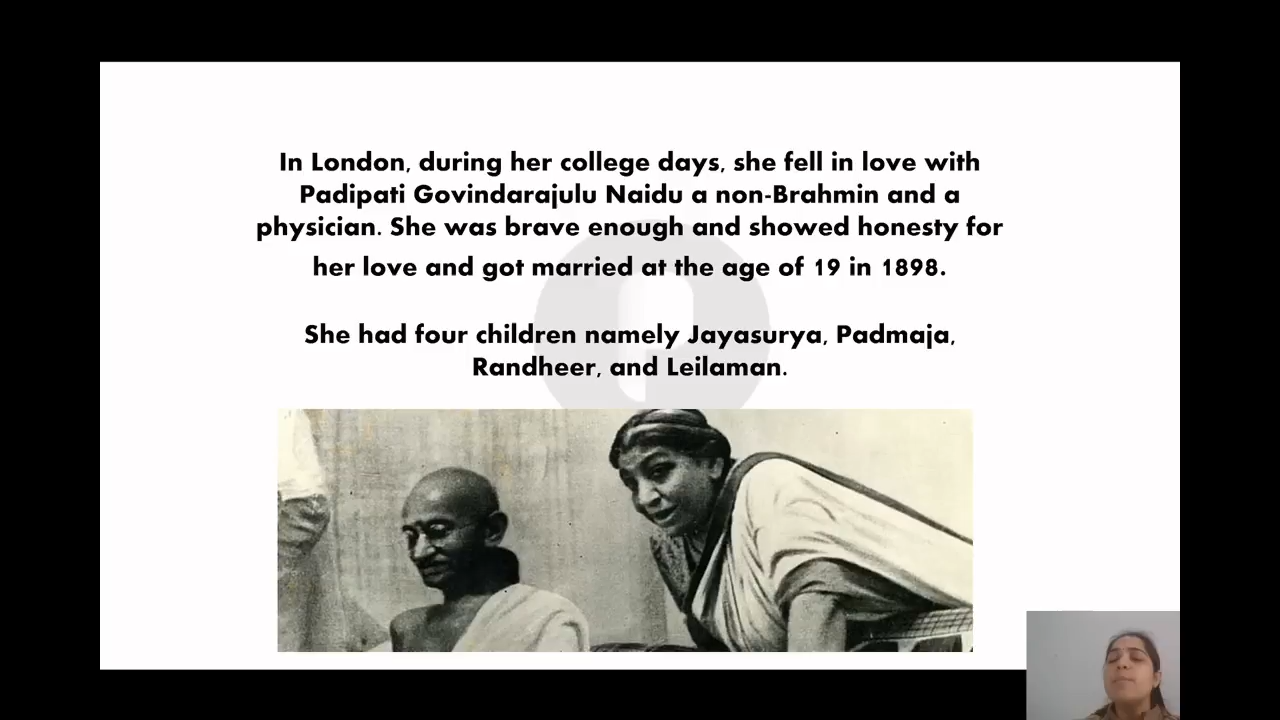 In London, during her college days, she fell in love with
Padipati Govindarajulu Naidu a non-Brahmin and a
physician. She was brave enough and showed honesty for
her love and got married at the age of 19 in 1898.
She had four children namely Jayasurya, Padmaja,
Randheer, and Leilaman.